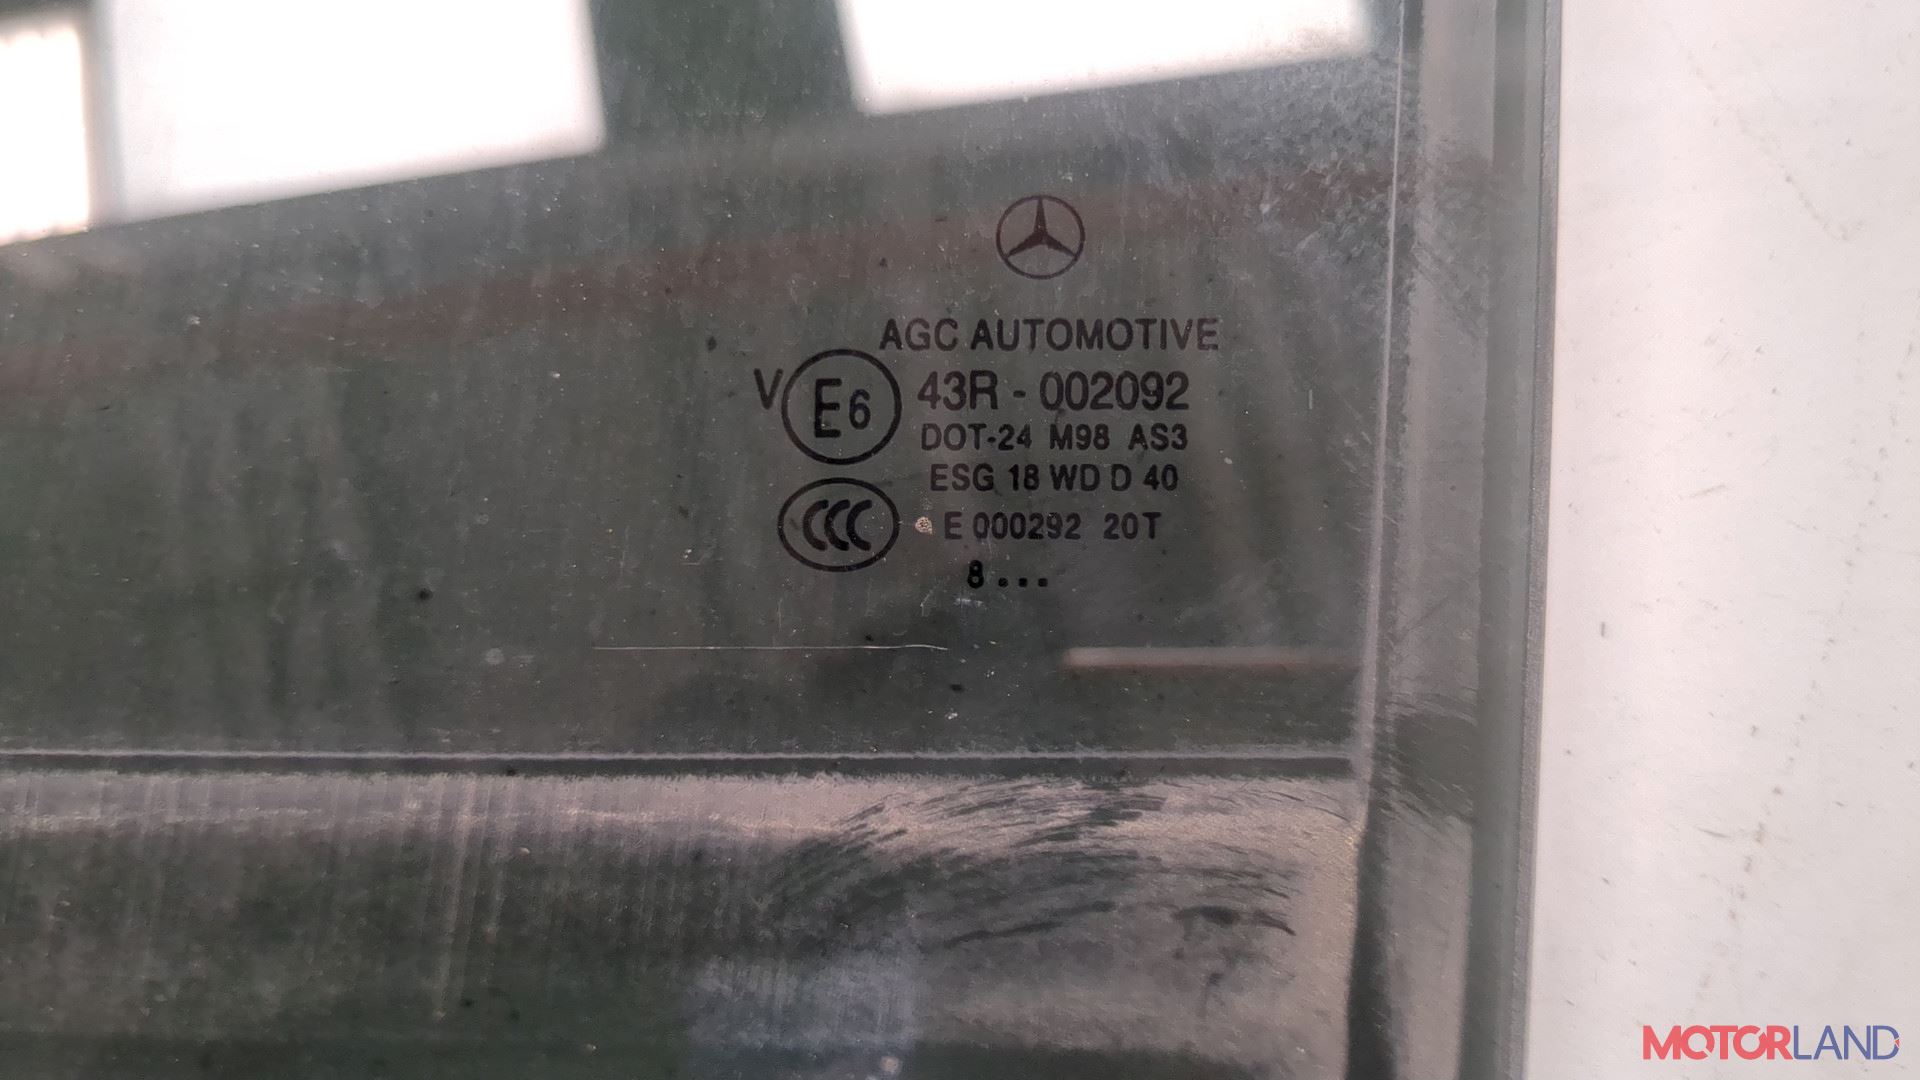 AGC AUTOMOTIVE
V E6 43R - 002092
DOT-24 M98 AS3
ESG 18 WD D 40
CCC E 000292 20T
8...
MOTORLAND